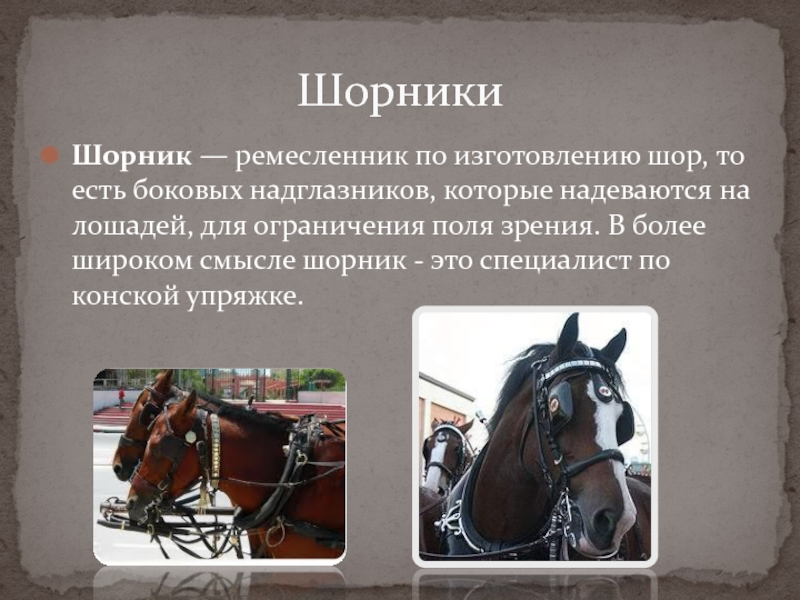 Шорники
Шорник — ремесленник по изготовлению шор, то
есть боковых надглазников, которые надеваются на
лошадей, для ограничения поля зрения. В более
широком смысле шорник - это специалист по
конской упряжке.